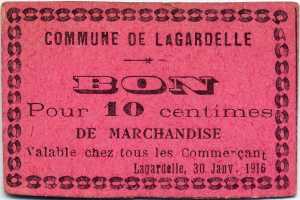 COMMUNE DE LAGARDELLE
BON
Pour 10 centimes
DE MARCHANDISE
Valable chez tous les Commerçant
Lagardelle, 30 Janv. 1916